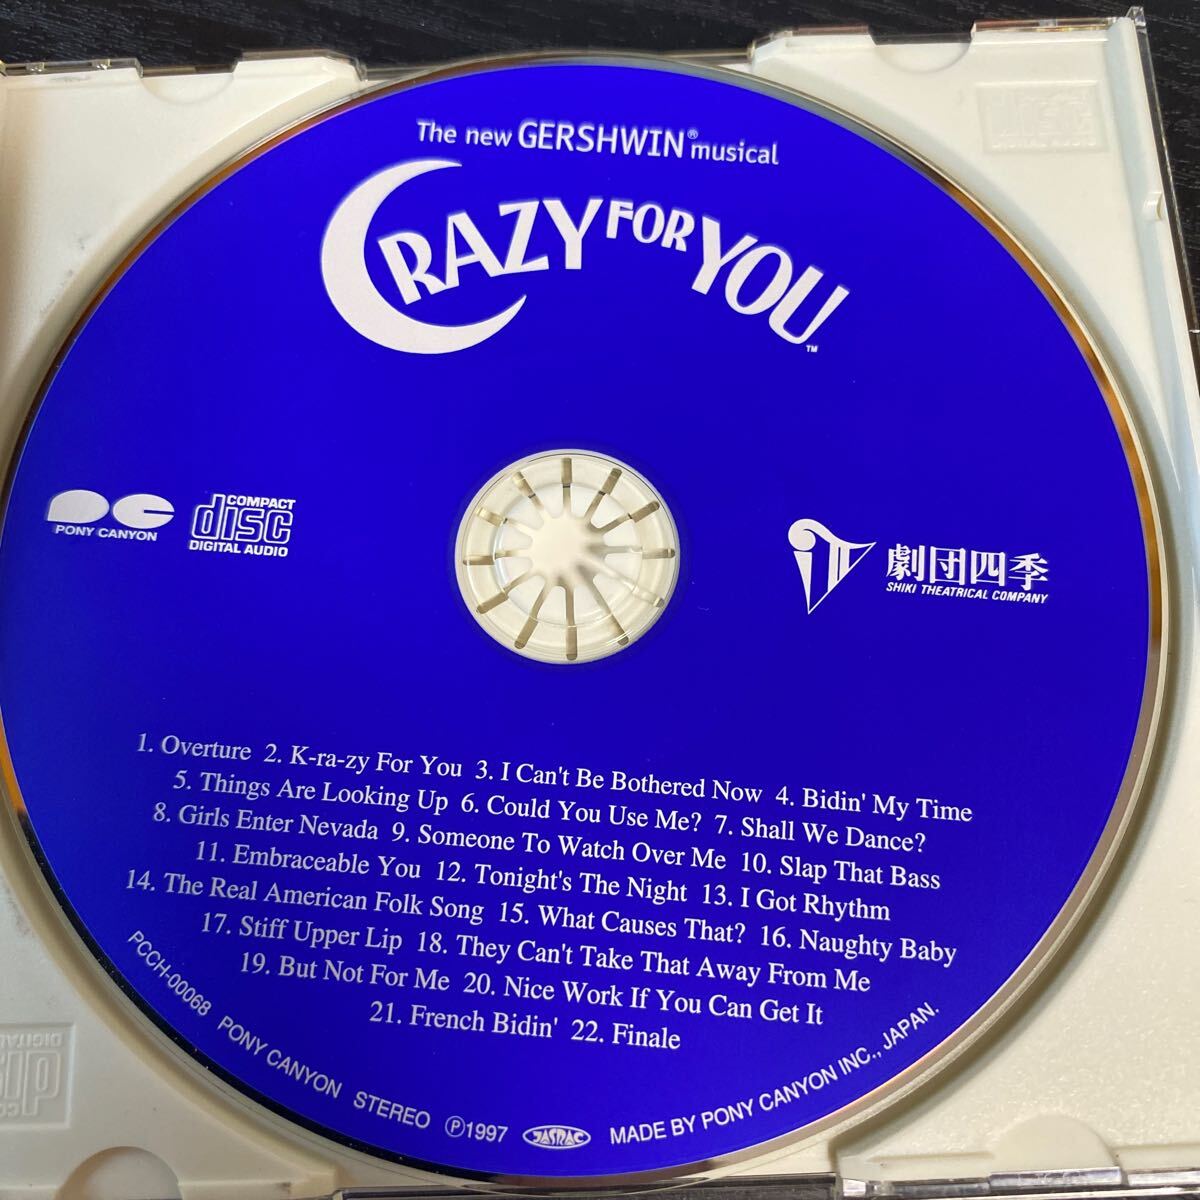 The new GERSHWIN® musical
CRAZY FOR YOU™
PONY CANYON
COMPACT
disc
DIGITAL AUDIO
劇団四季
SHIKI THEATRICAL COMPANY
1. Overture 2. K-ra-zy For You 3. I Can't Be Bothered Now 4. Bidin' My Time
5. Things Are Looking Up 6. Could You Use Me? 7. Shall We Dance?
8. Girls Enter Nevada 9. Someone To Watch Over Me 10. Slap That Bass
11. Embraceable You 12. Tonight's The Night 13. I Got Rhythm
14. The Real American Folk Song 15. What Causes That? 16. Naughty Baby
17. Stiff Upper Lip 18. They Can't Take That Away From Me
19. But Not For Me 20. Nice Work If You Can Get It
21. French Bidin' 22. Finale
PCCH-00068 PONY CANYON STEREO Ⓟ1997 JASRAC MADE BY PONY CANYON INC., JAPAN.